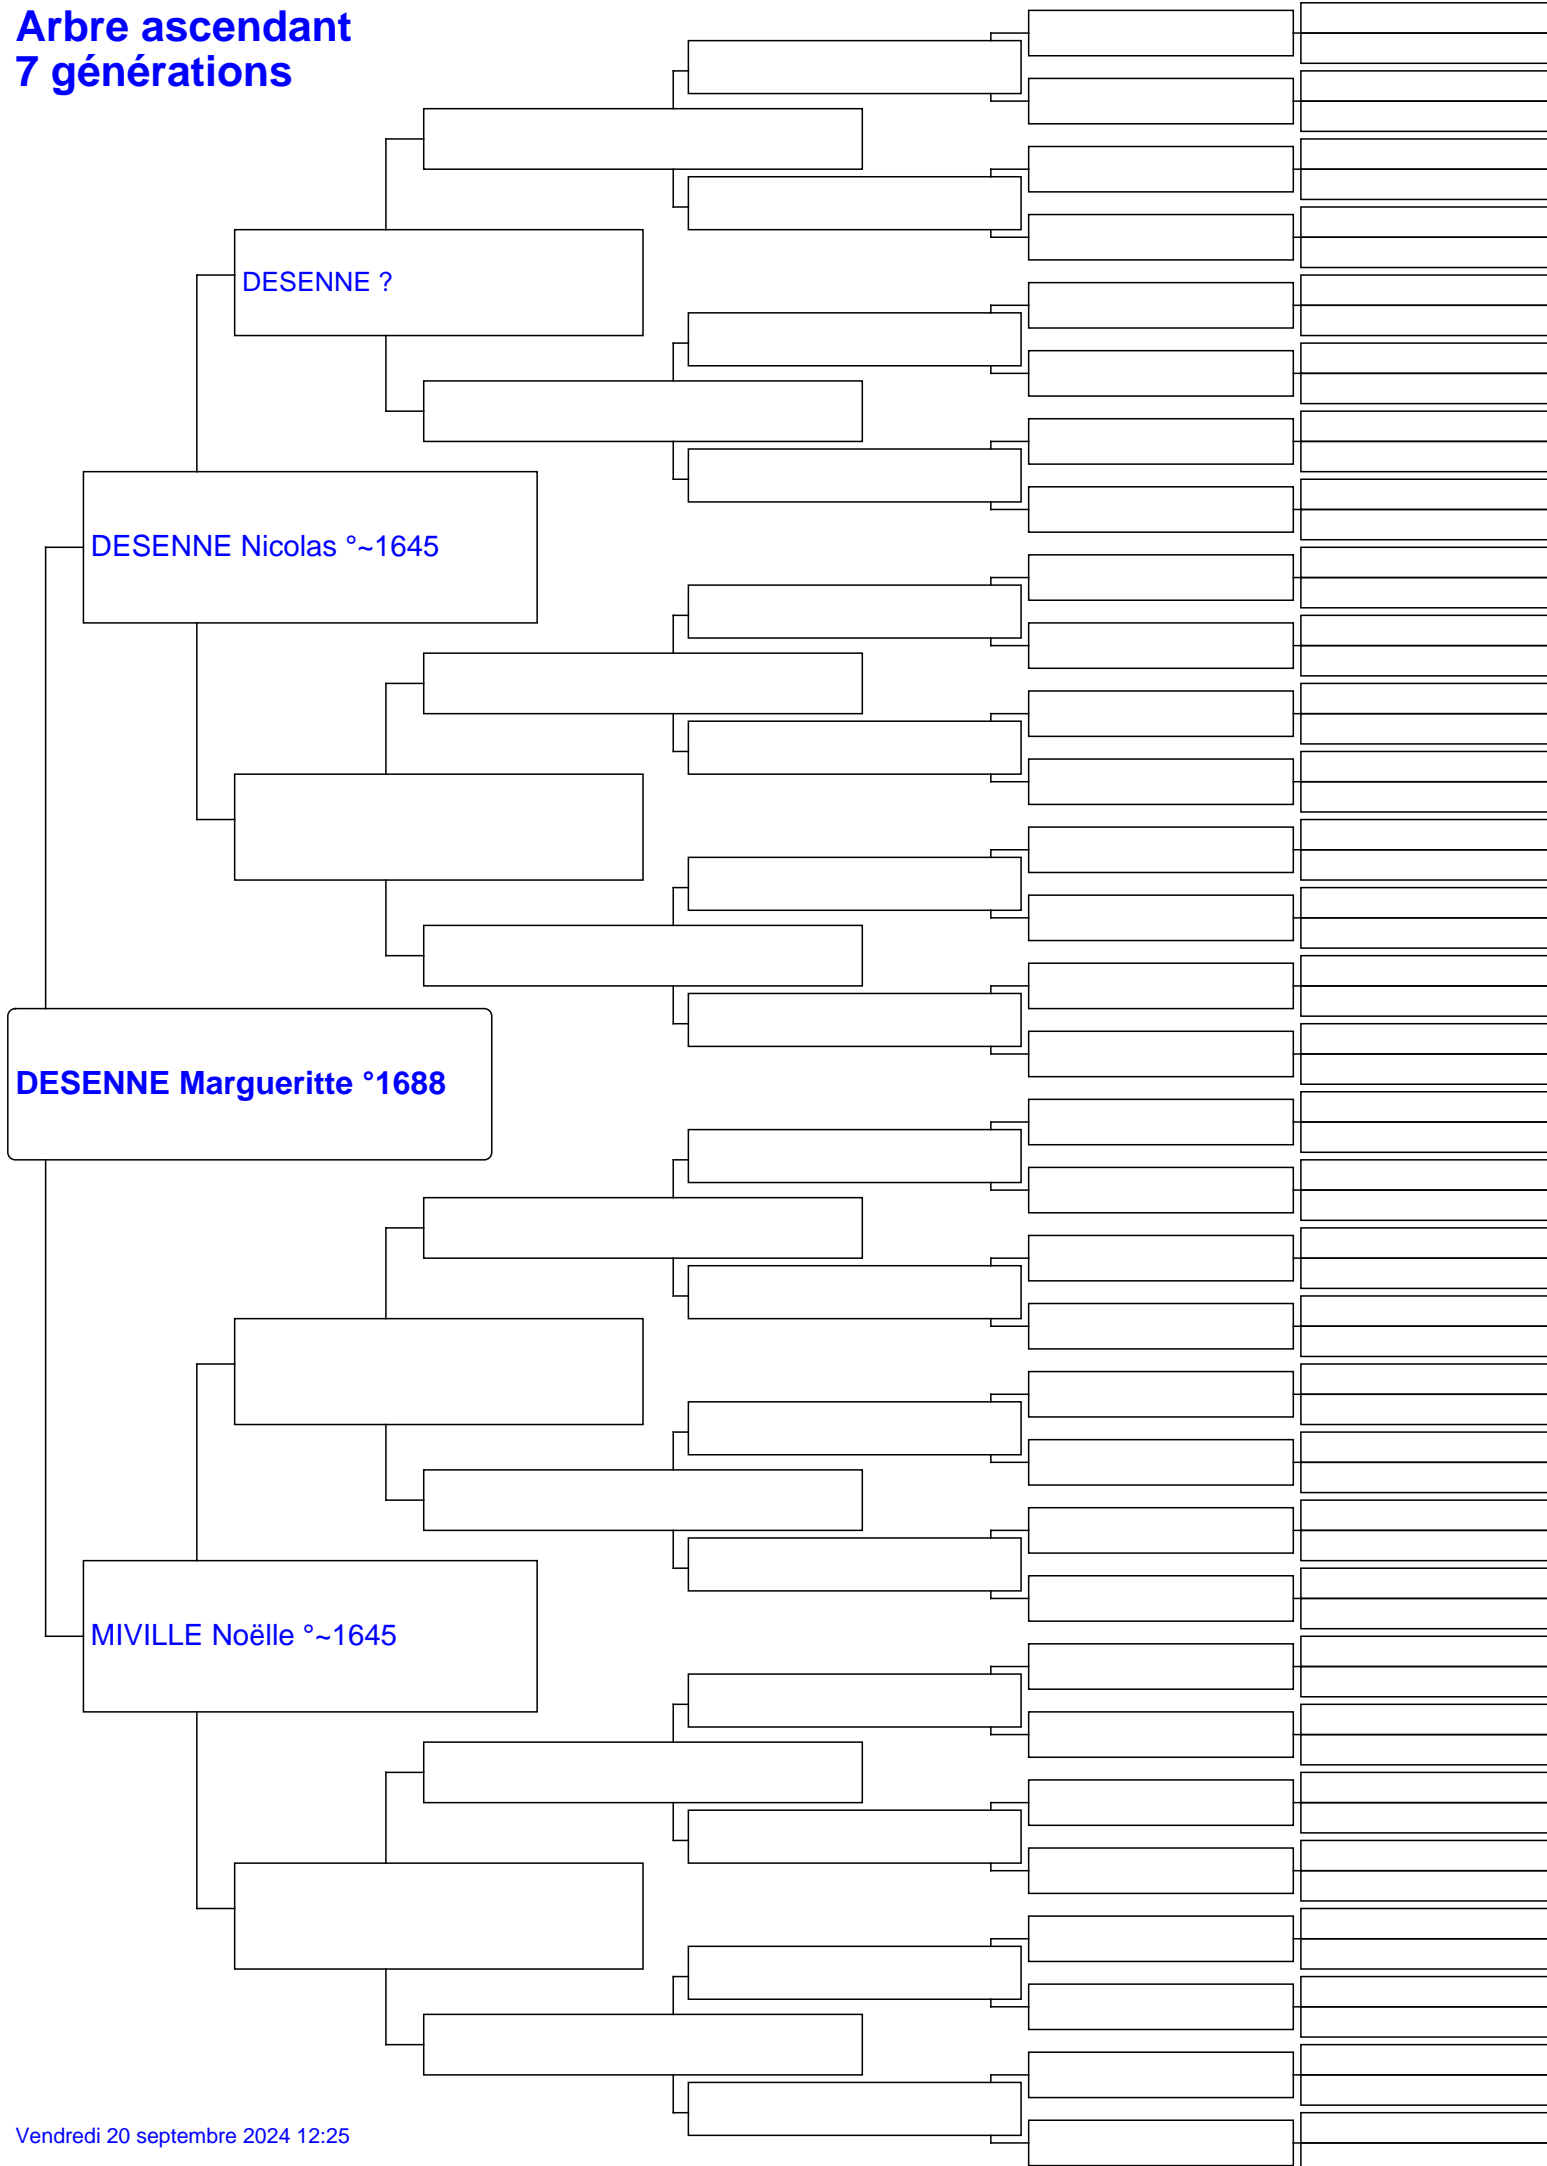 Arbre ascendant
7 générations
DESENNE ?
DESENNE Nicolas °~1645
DESENNE Margueritte °1688
MIVILLE Noëlle °~1645
Vendredi 20 septembre 2024 12:25